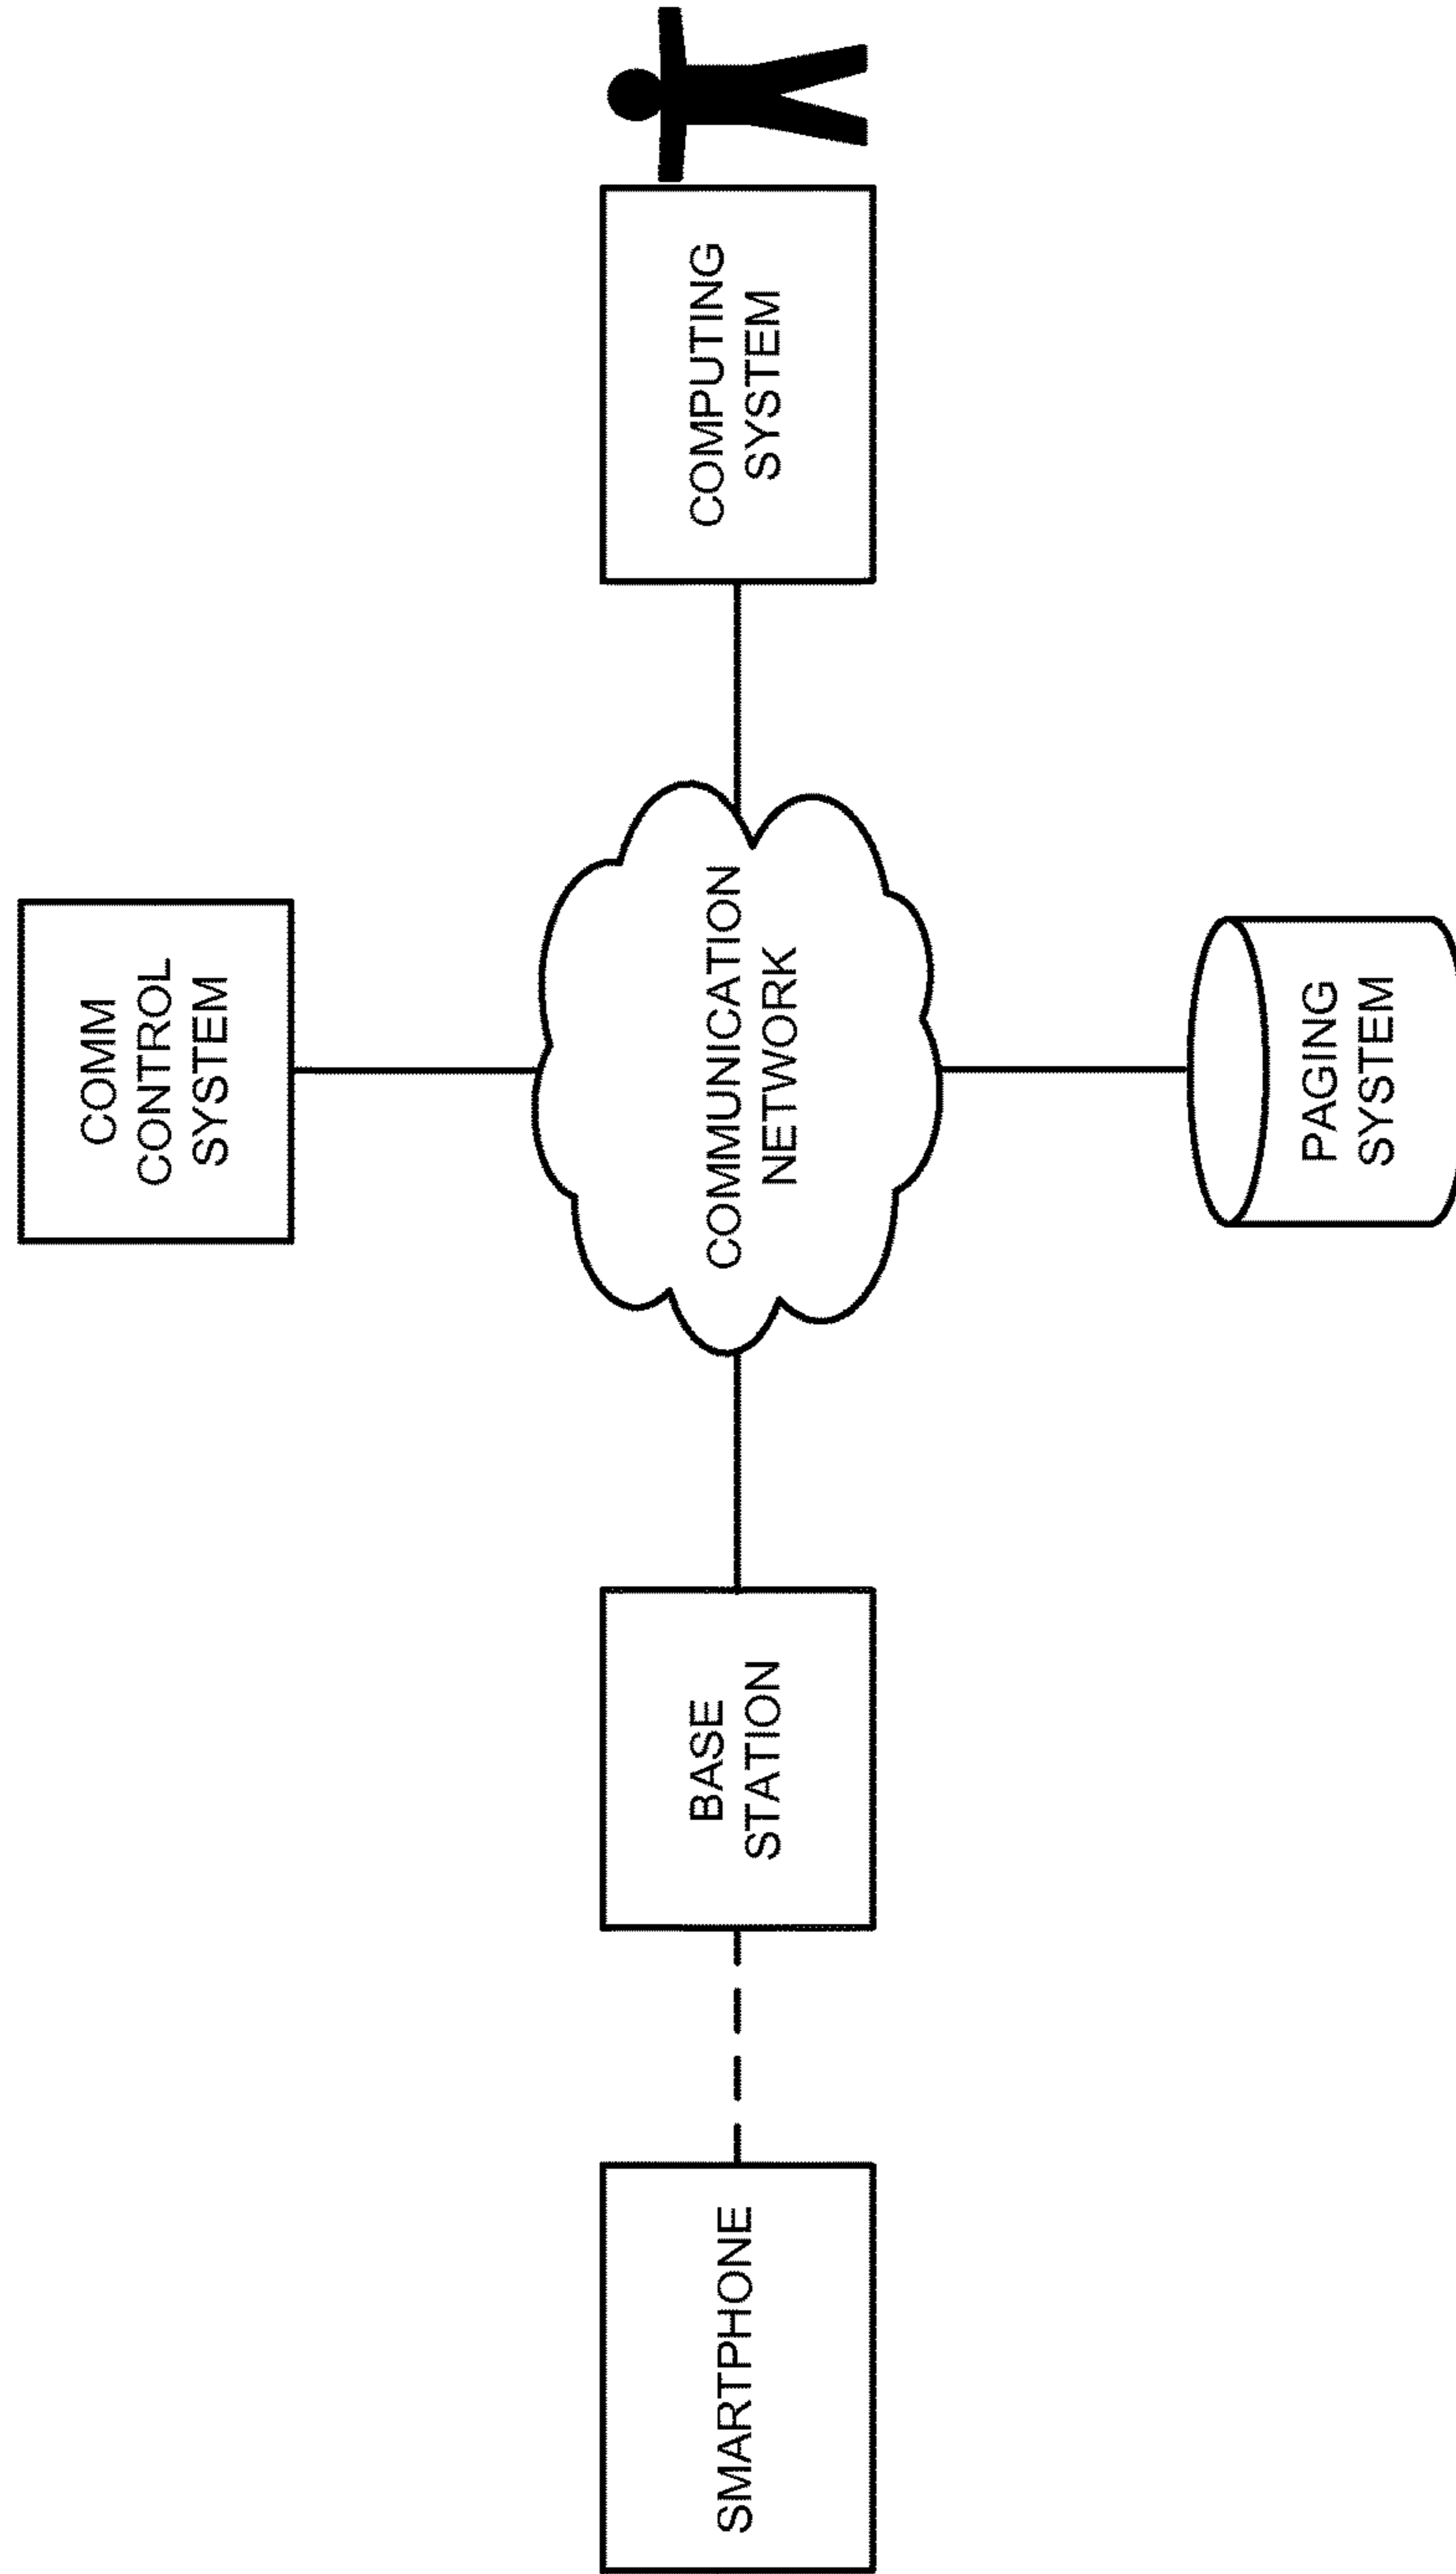 COMM
CONTROL
SYSTEM
SMARTPHONE
BASE
STATION
COMMUNICATION
NETWORK
COMPUTING
SYSTEM
PAGING
SYSTEM